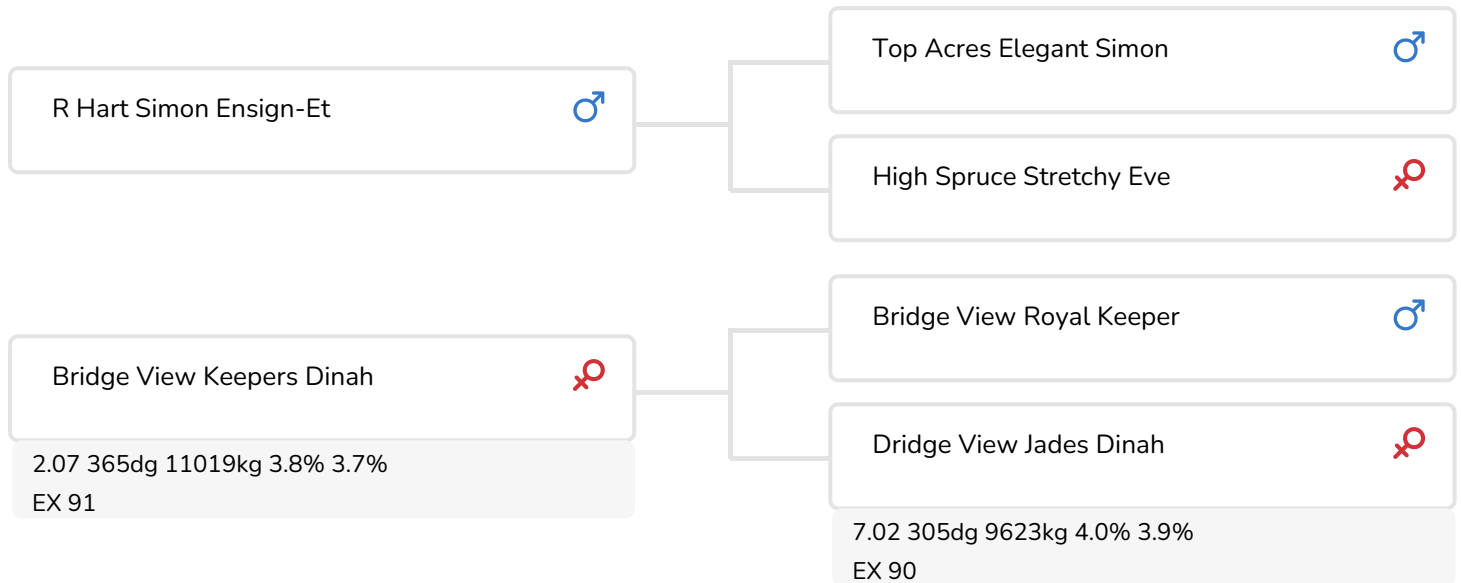 R Hart Simon Ensign-Et
Top Acres Elegant Simon
High Spruce Stretchy Eve
Bridge View Keepers Dinah
2.07 365dg 11019kg 3.8% 3.7%
EX 91
Bridge View Royal Keeper
Dridge View Jades Dinah
7.02 305dg 9623kg 4.0% 3.9%
EX 90